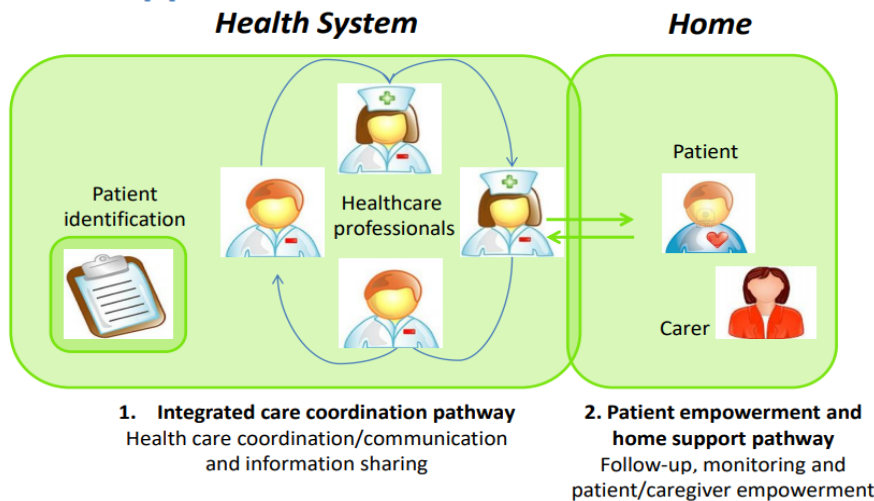 Health System
Home
Patient
identification
Healthcare
professionals
Patient
Carer
1. Integrated care coordination pathway
Health care coordination/communication
and information sharing
2. Patient empowerment and
home support pathway
Follow-up, monitoring and
patient/caregiver empowerment